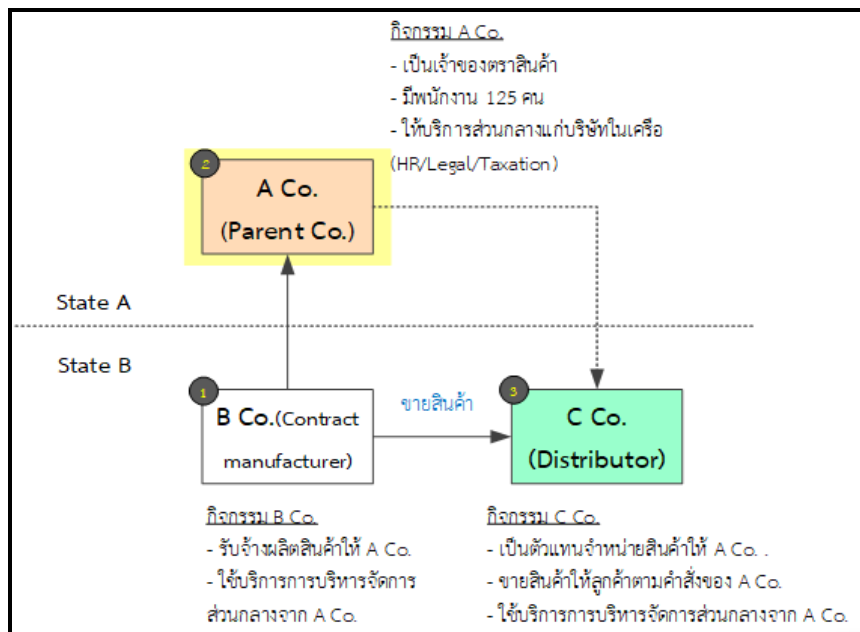 กิจกรรม A Co.
- เป็นเจ้าของตราสินค้า
- มีพนักงาน 125 คน
- ให้บริการส่วนกลางแก่บริษัทในเครือ
(HR/Legal/Taxation)
2
A Co.
(Parent Co.)
State A
State B
1
B Co.(Contract
manufacturer)
ขายสินค้า
3
C Co.
(Distributor)
กิจกรรม B Co.
- รับจ้างผลิตสินค้าให้ A Co.
- ใช้บริการการบริหารจัดการ
ส่วนกลางจาก A Co.
กิจกรรม C Co.
- เป็นตัวแทนจำหน่ายสินค้าให้ A Co. .
- ขายสินค้าให้ลูกค้าตามคำสั่งของ A Co.
- ใช้บริการการบริหารจัดการส่วนกลางจาก A Co.